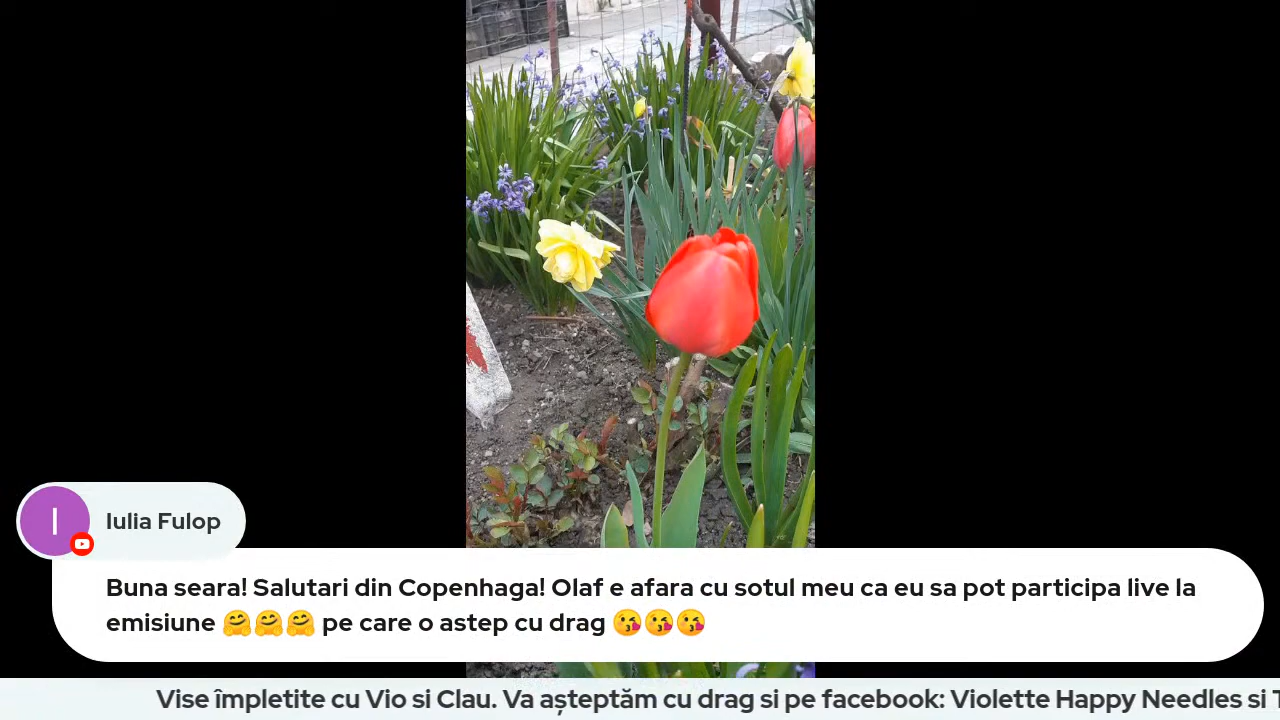 I
Iulia Fulop
Buna seara! Salutari din Copenhaga! Olaf e afara cu sotul meu ca eu sa pot participa live la
emisiune 🤗🤗🤗 pe care o astep cu drag 😘😘😘
Vise împletite cu Vio si Clau. Va așteptăm cu drag si pe facebook: Violette Happy Needles si T